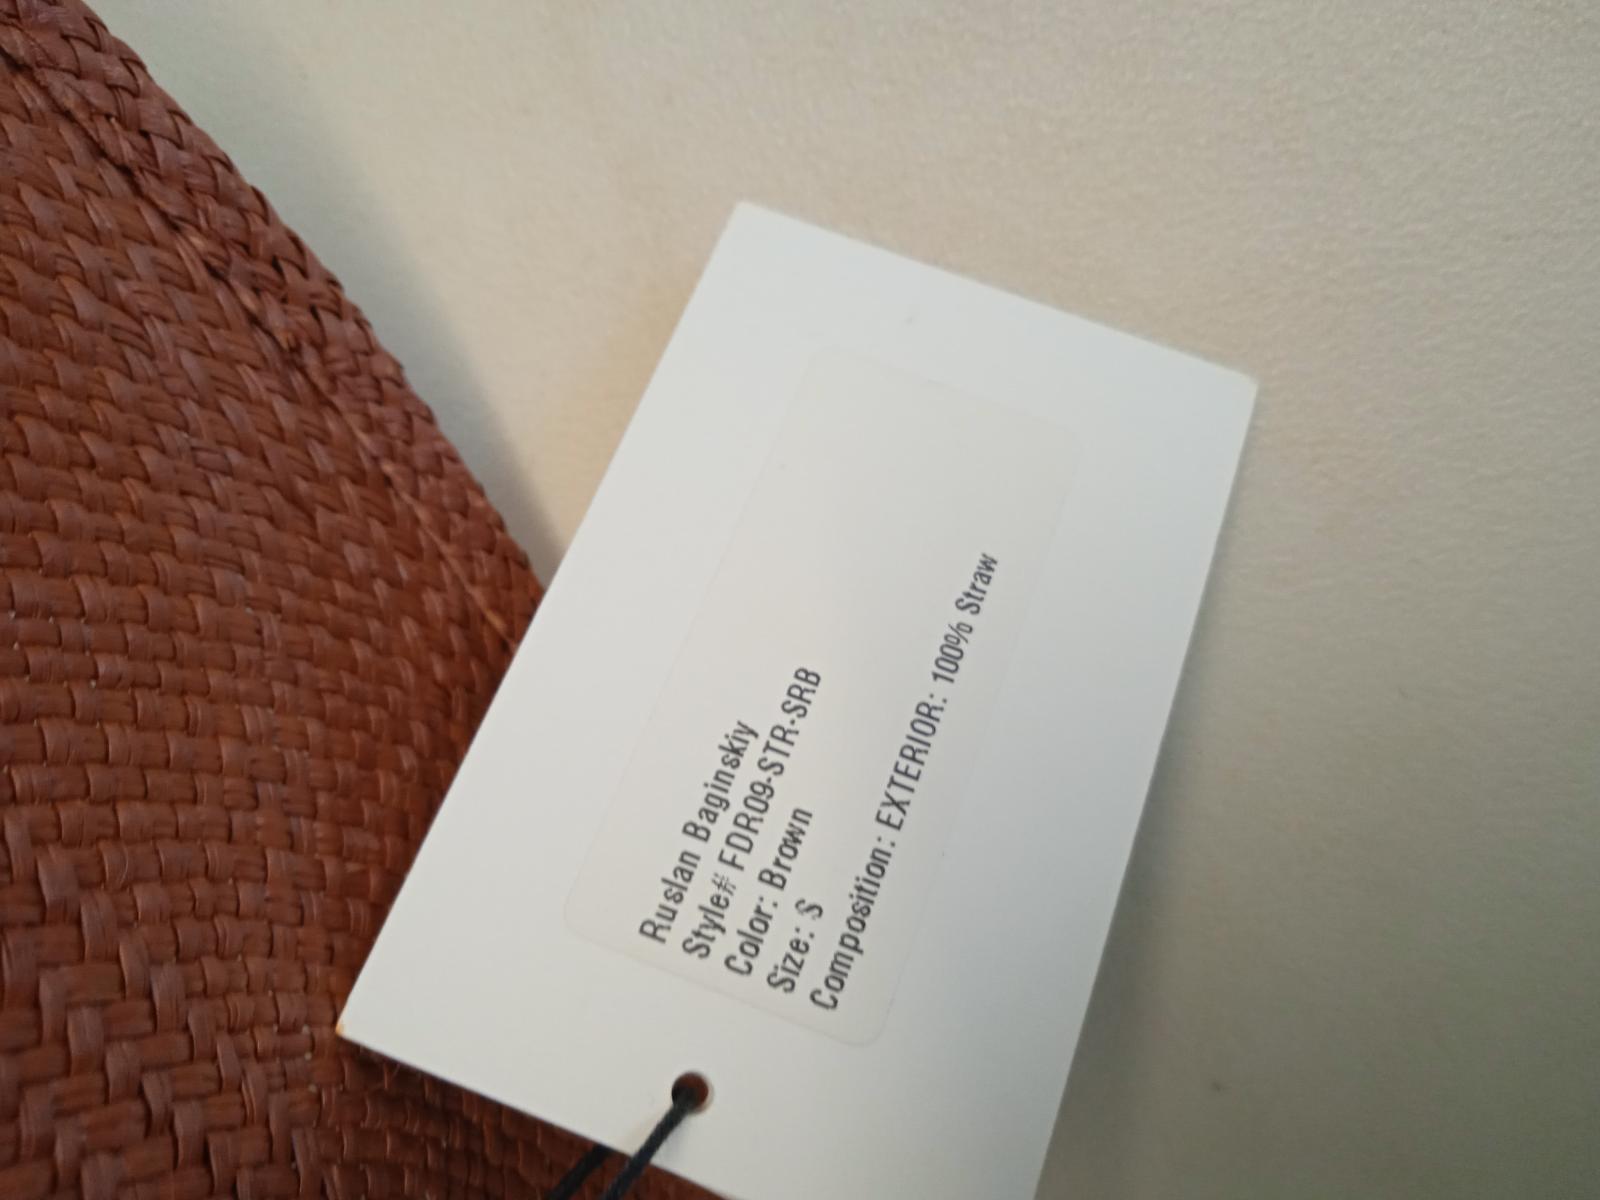 Ruslan Baginskiy
Style# FDR09-STR-SRB
Color: Brown
Size: S
Composition: EXTERIOR: 100% Straw